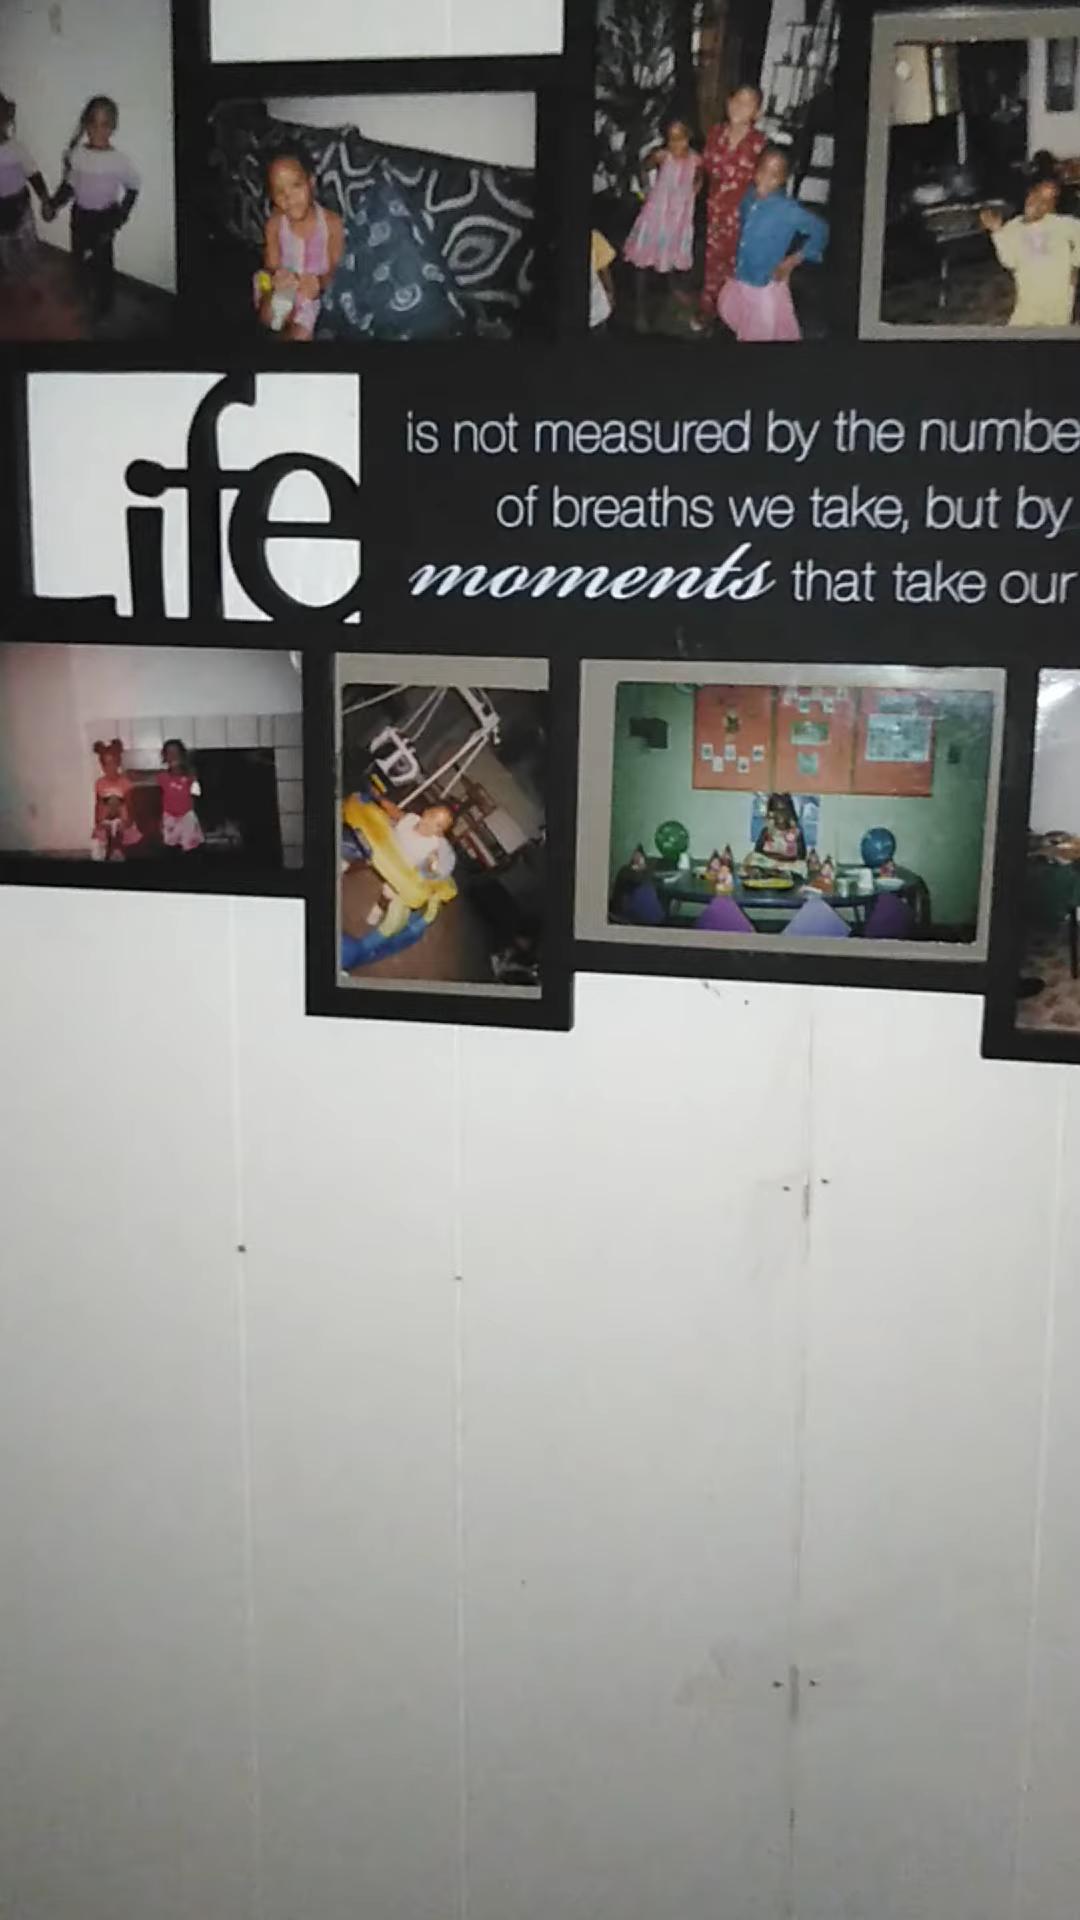 Life
is not measured by the numbe
of breaths we take, but by
moments that take our